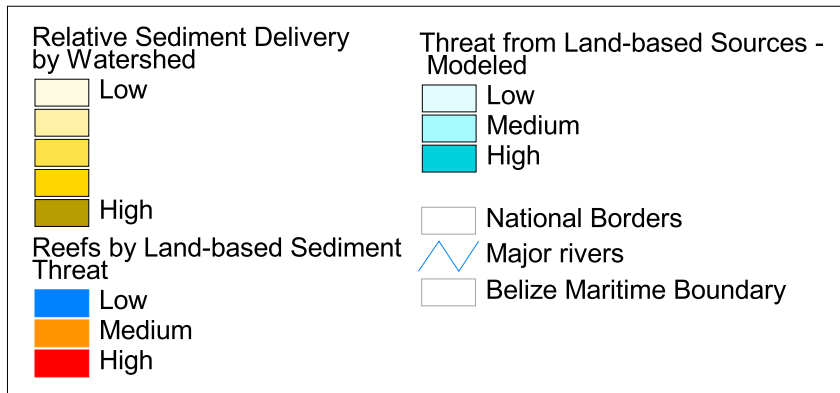 Relative Sediment Delivery
by Watershed
Low
High
Reefs by Land-based Sediment
Threat
Low
Medium
High
Threat from Land-based Sources -
Modeled
Low
Medium
High
National Borders
Major rivers
Belize Maritime Boundary